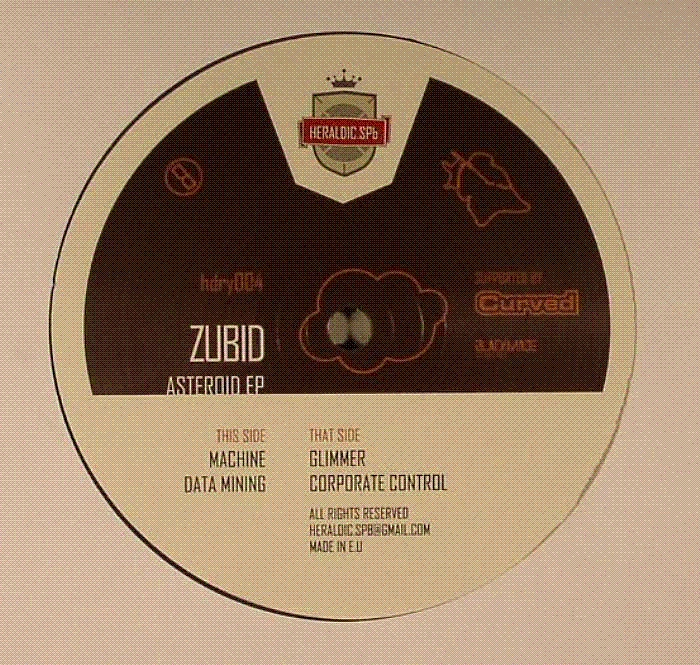 HERALDIC.SPb
hdry004
SUPPORTED BY
Curved
ZUBID
ASTEROID EP
THIS SIDE
MACHINE
DATA MINING
THAT SIDE
GLIMMER
CORPORATE CONTROL
ALL RIGHTS RESERVED
HERALDIC.SPB@GMAIL.COM
MADE IN E.U